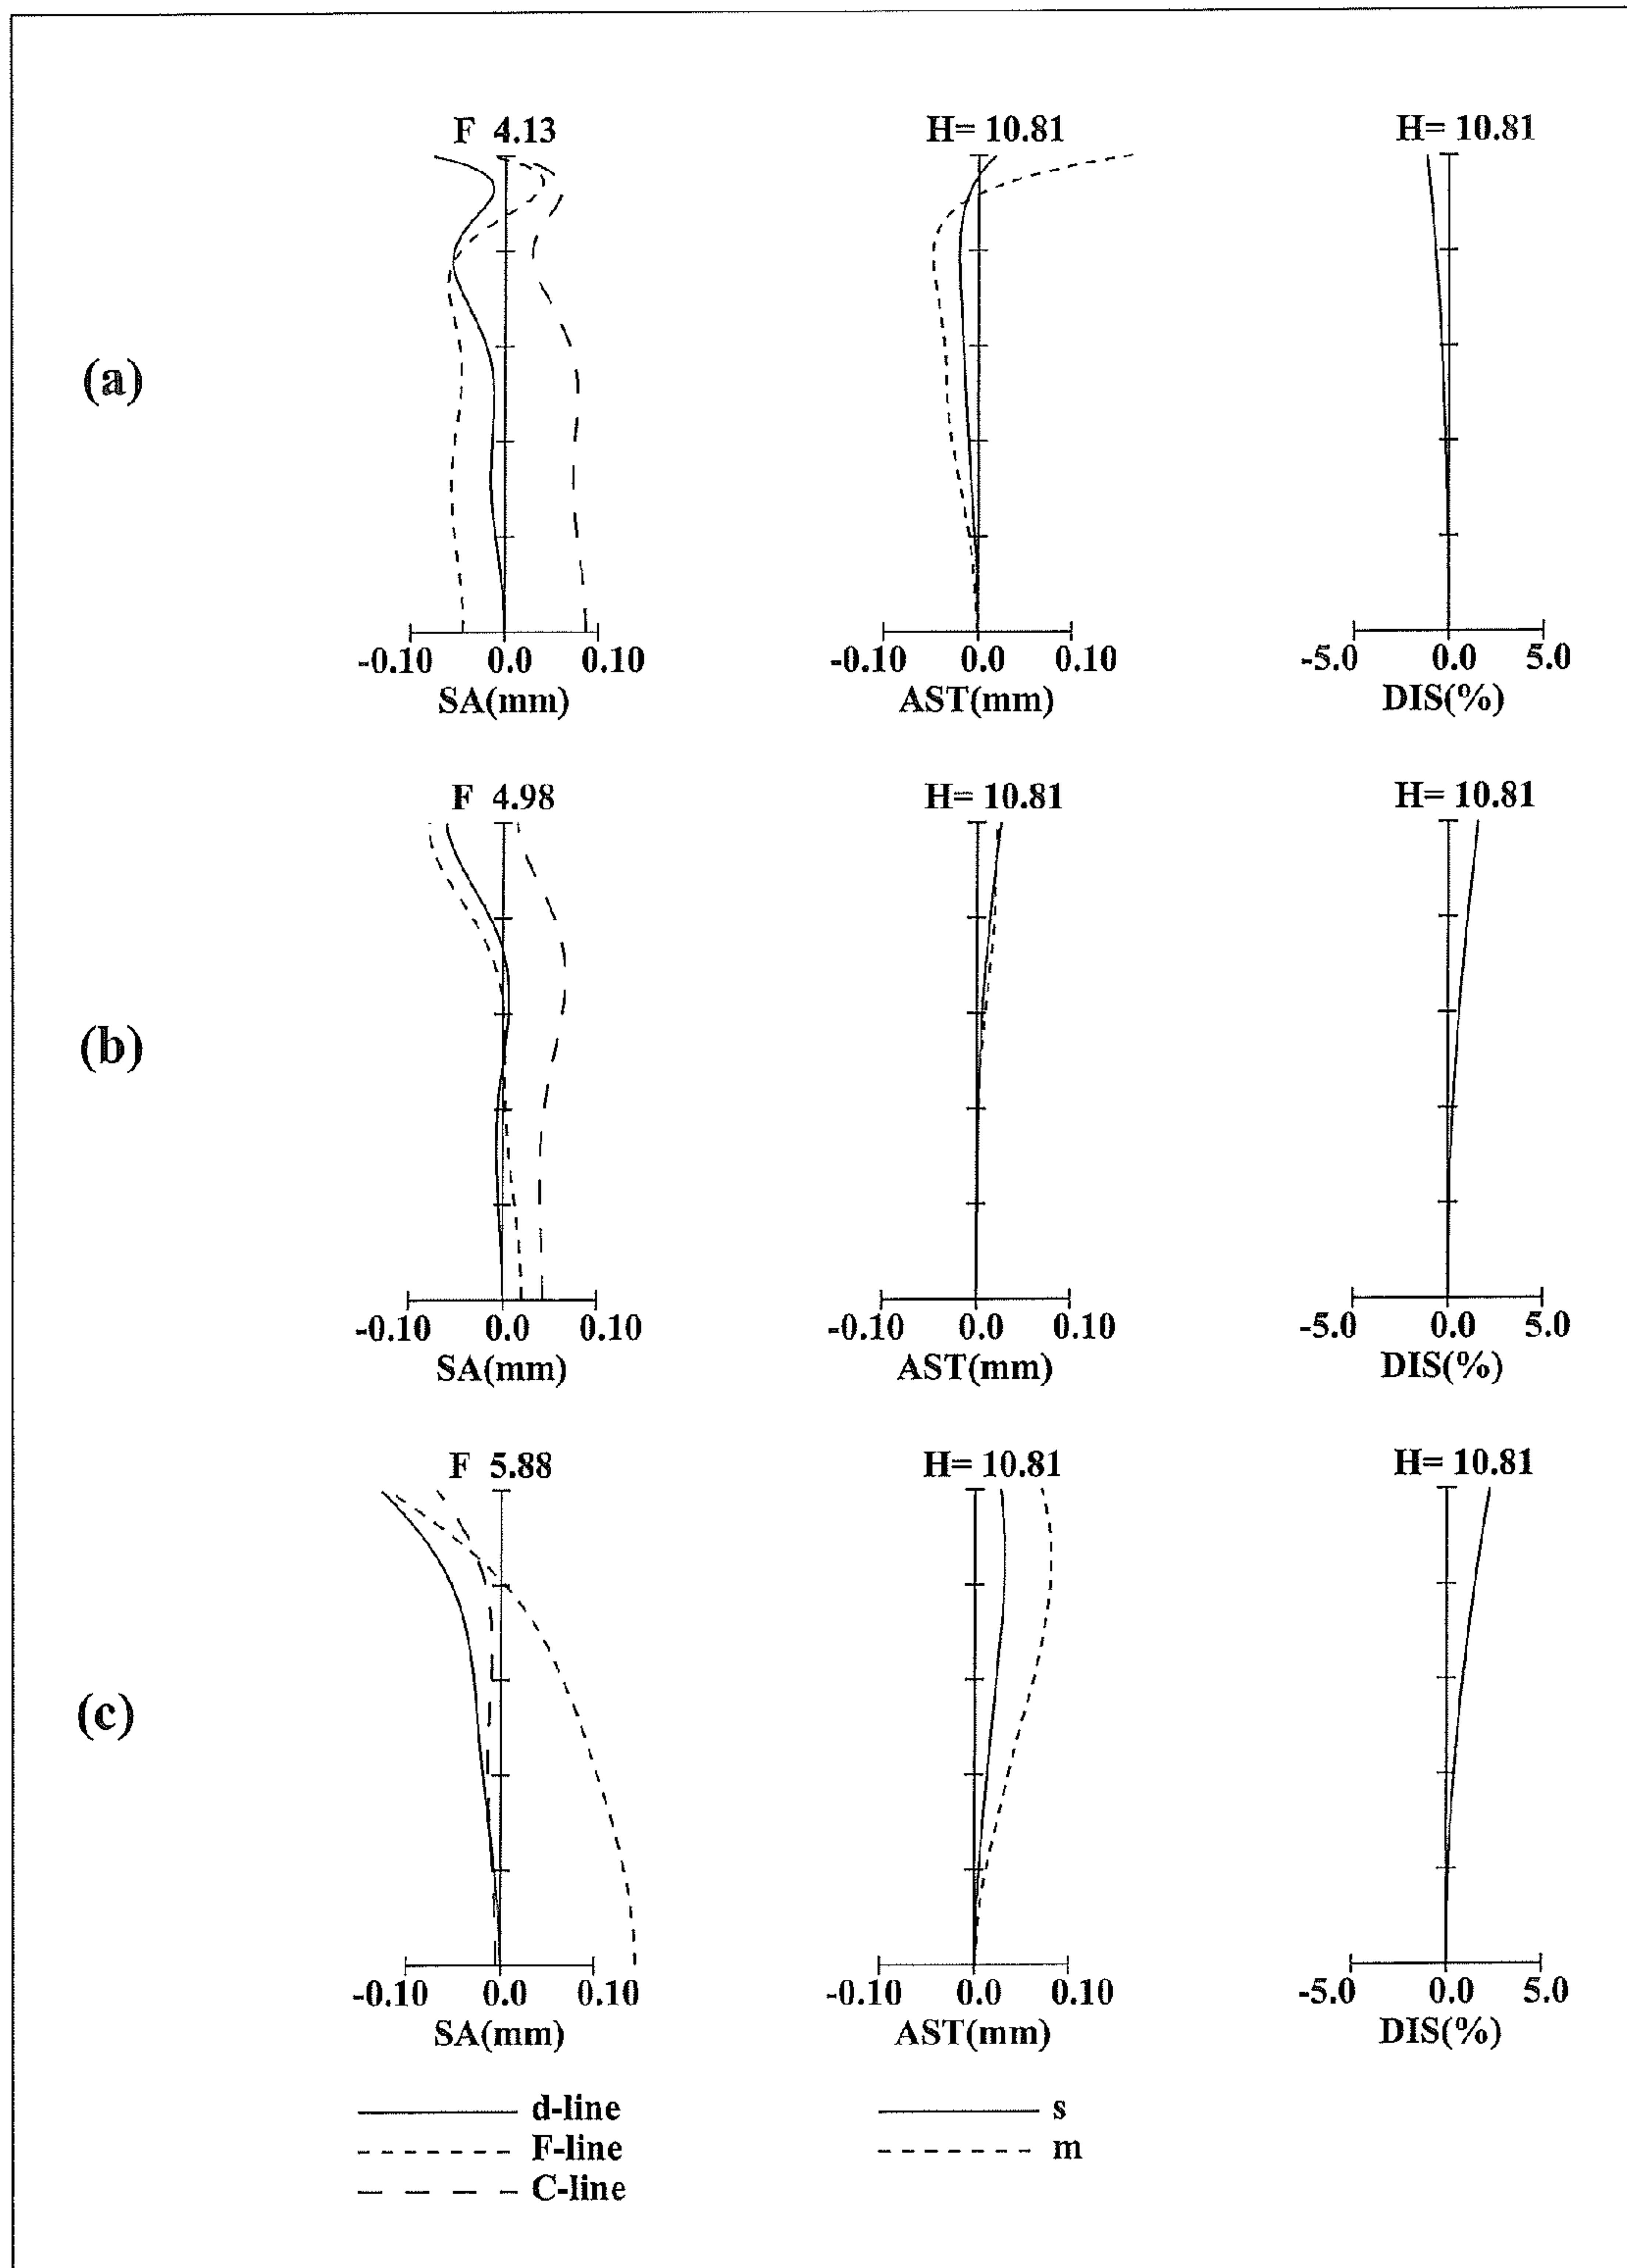 F 4.13 H= 10.81 H= 10.81
(a)
-0.10 0.0 0.10 -0.10 0.0 0.10 -5.0 0.0 5.0
SA(mm) AST(mm) DIS(%)
F 4.98 H= 10.81 H= 10.81
(b)
-0.10 0.0 0.10 -0.10 0.0 0.10 -5.0 0.0 5.0
SA(mm) AST(mm) DIS(%)
F 5.88 H= 10.81 H= 10.81
(c)
-0.10 0.0 0.10 -0.10 0.0 0.10 -5.0 0.0 5.0
SA(mm) AST(mm) DIS(%)
d-line s
F-line m
C-line